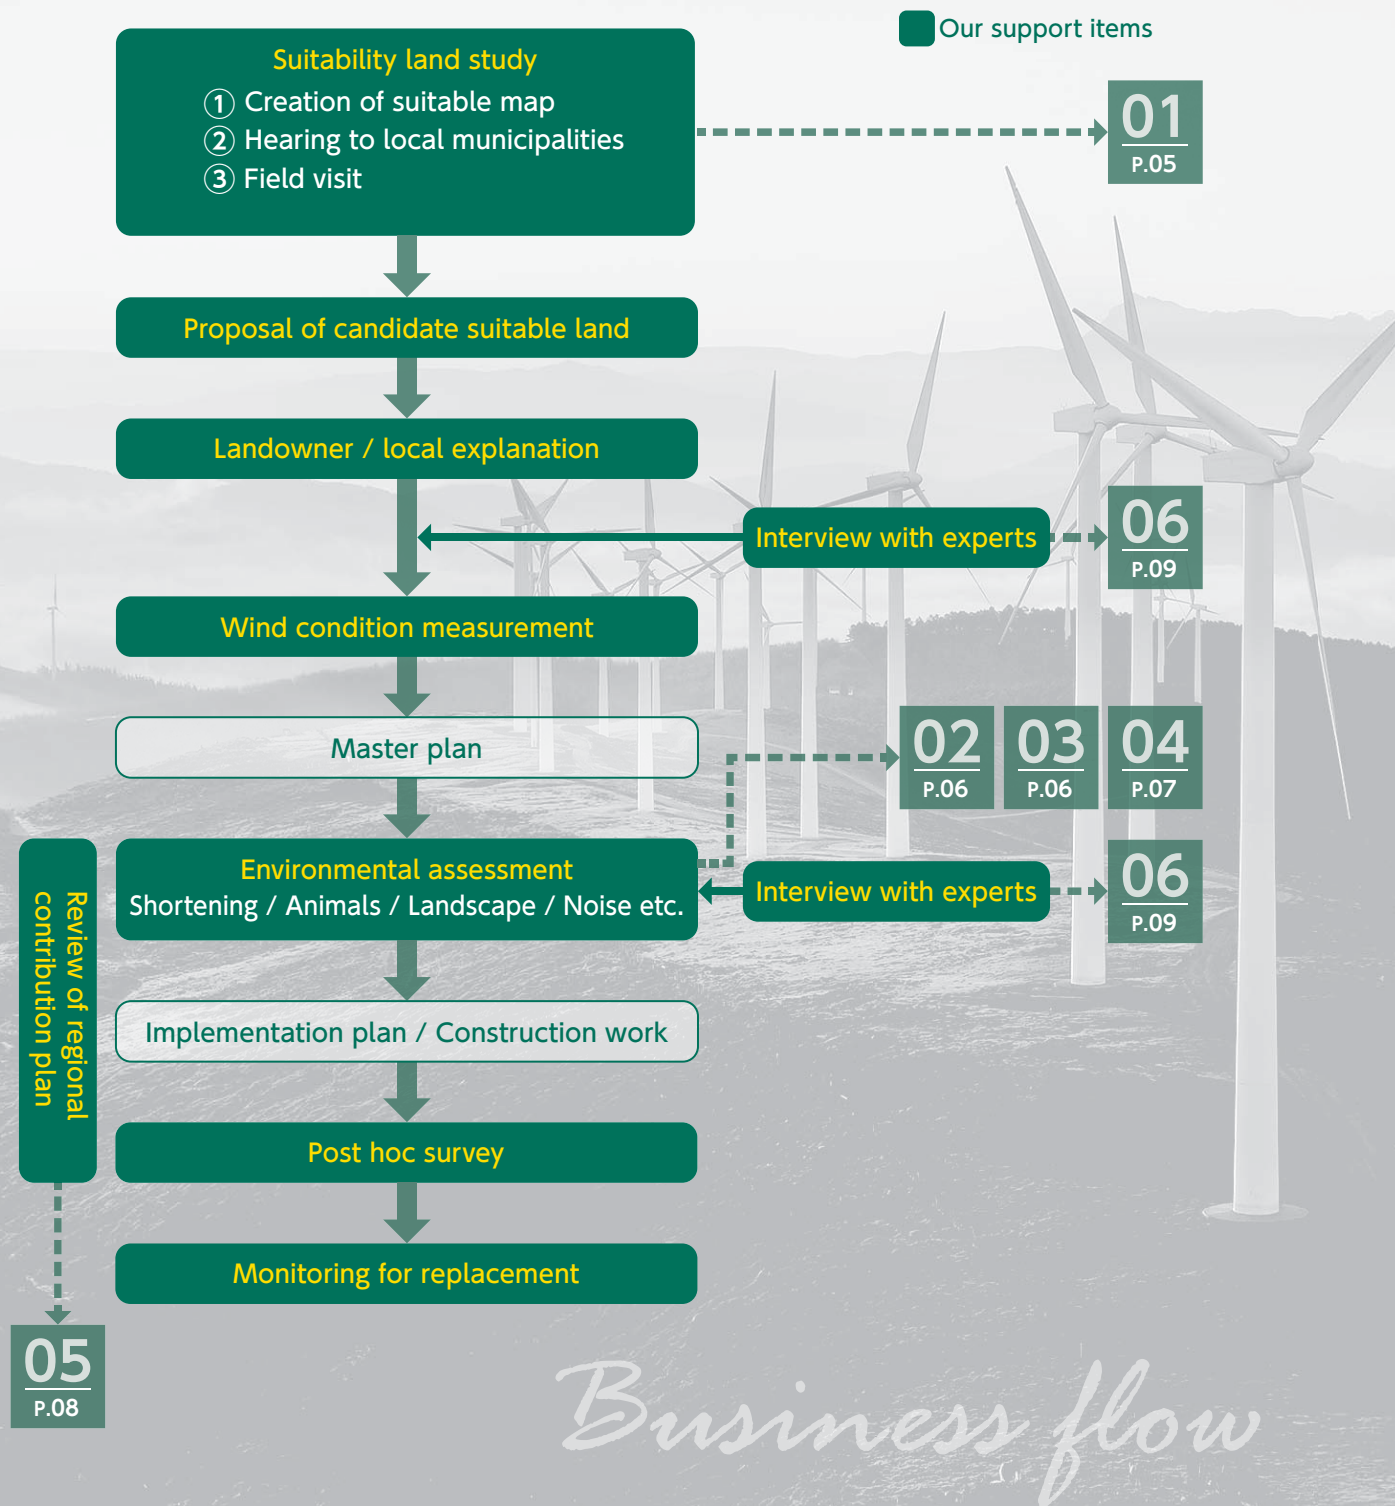 Our support items
Suitability land study
① Creation of suitable map
② Hearing to local municipalities
③ Field visit
01
P.05
Proposal of candidate suitable land
Landowner / local explanation
Interview with experts
06
P.09
Wind condition measurement
Master plan
02
P.06
03
P.06
04
P.07
Environmental assessment
Shortening / Animals / Landscape / Noise etc.
Interview with experts
06
P.09
Review of regional
contribution plan
Implementation plan / Construction work
Post hoc survey
Monitoring for replacement
05
P.08
Business flow